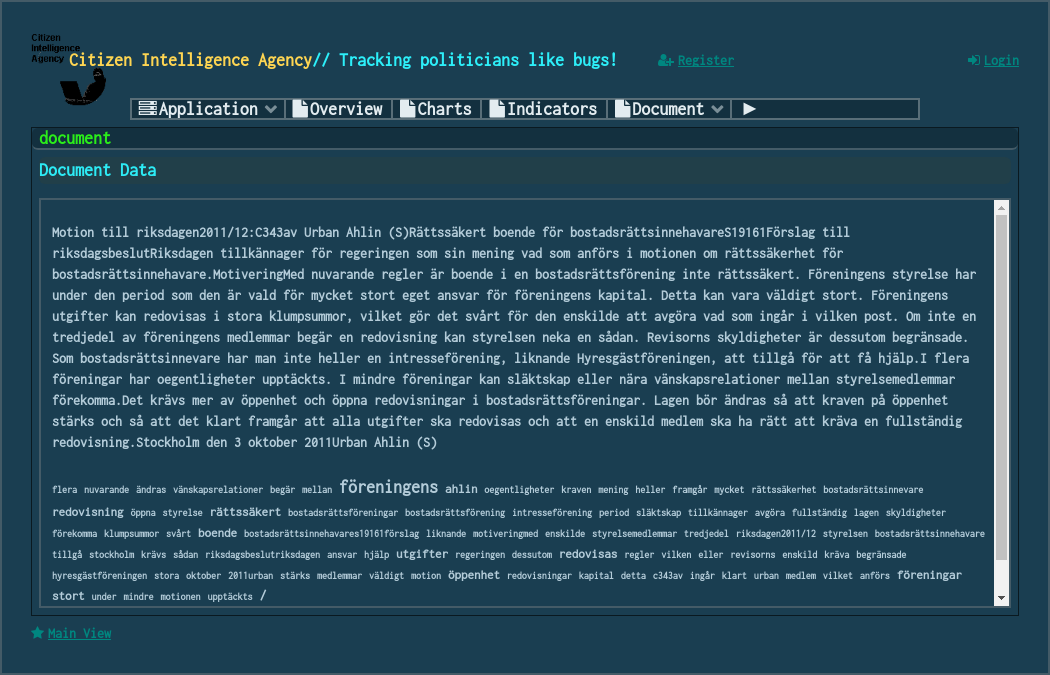 Citizen
Intelligence
Agency
Citizen Intelligence Agency// Tracking politicians like bugs!
Register
Login
Application
Overview
Charts
Indicators
Document
document
Document Data
Motion till riksdagen2011/12:C343av Urban Ahlin (S)Rättssäkert boende för bostadsrättsinnehavareS19161Förslag till
riksdagsbeslutRiksdagen tillkännager för regeringen som sin mening vad som anförs i motionen om rättssäkerhet för
bostadsrättsinnehavare.MotiveringMed nuvarande regler är boende i en bostadsrättsförening inte rättssäkert. Föreningens styrelse har
under den period som den är vald för mycket stort eget ansvar för föreningens kapital. Detta kan vara väldigt stort. Föreningens
utgifter kan redovisas i stora klumpsummor, vilket gör det svårt för den enskilde att avgöra vad som ingår i vilken post. Om inte en
tredjedel av föreningens medlemmar begär en redovisning kan styrelsen neka en sådan. Revisorns skyldigheter är dessutom begränsade.
Som bostadsrättsinnevare har man inte heller en intresseförening, liknande Hyresgästföreningen, att tillgå för att få hjälp.I flera
föreningar har oegentligheter upptäckts. I mindre föreningar kan släktskap eller nära vänskapsrelationer mellan styrelsemedlemmar
förekomma.Det krävs mer av öppenhet och öppna redovisningar i bostadsrättsföreningar. Lagen bör ändras så att kraven på öppenhet
stärks och så att det klart framgår att alla utgifter ska redovisas och att en enskild medlem ska ha rätt att kräva en fullständig
redovisning.Stockholm den 3 oktober 2011Urban Ahlin (S)
flera nuvarande ändras vänskapsrelationer begär mellan föreningens ahlin oegentligheter kraven mening heller framgår mycket rättssäkerhet bostadsrättsinnevare
redovisning öppna styrelse rättssäkert bostadsrättsföreningar bostadsrättsförening intresseförening period släktskap tillkännager avgöra fullständig lagen skyldigheter
förekomma klumpsummor svårt boende bostadsrättsinnehavares19161förslag liknande motiveringmed enskilde styrelsemedlemmar tredjedel riksdagen2011/12 styrelsen bostadsrättsinnehavare
tillgå stockholm krävs sådan riksdagsbeslutriksdagen ansvar hjälp utgifter regeringen dessutom redovisas regler vilken eller revisorns enskild kräva begränsade
hyresgästföreningen stora oktober 2011urban stärks medlemmar väldigt motion öppenhet redovisningar kapital detta c343av ingår klart urban medlem vilket anförs föreningar
stort under mindre motionen upptäckts /
Main View